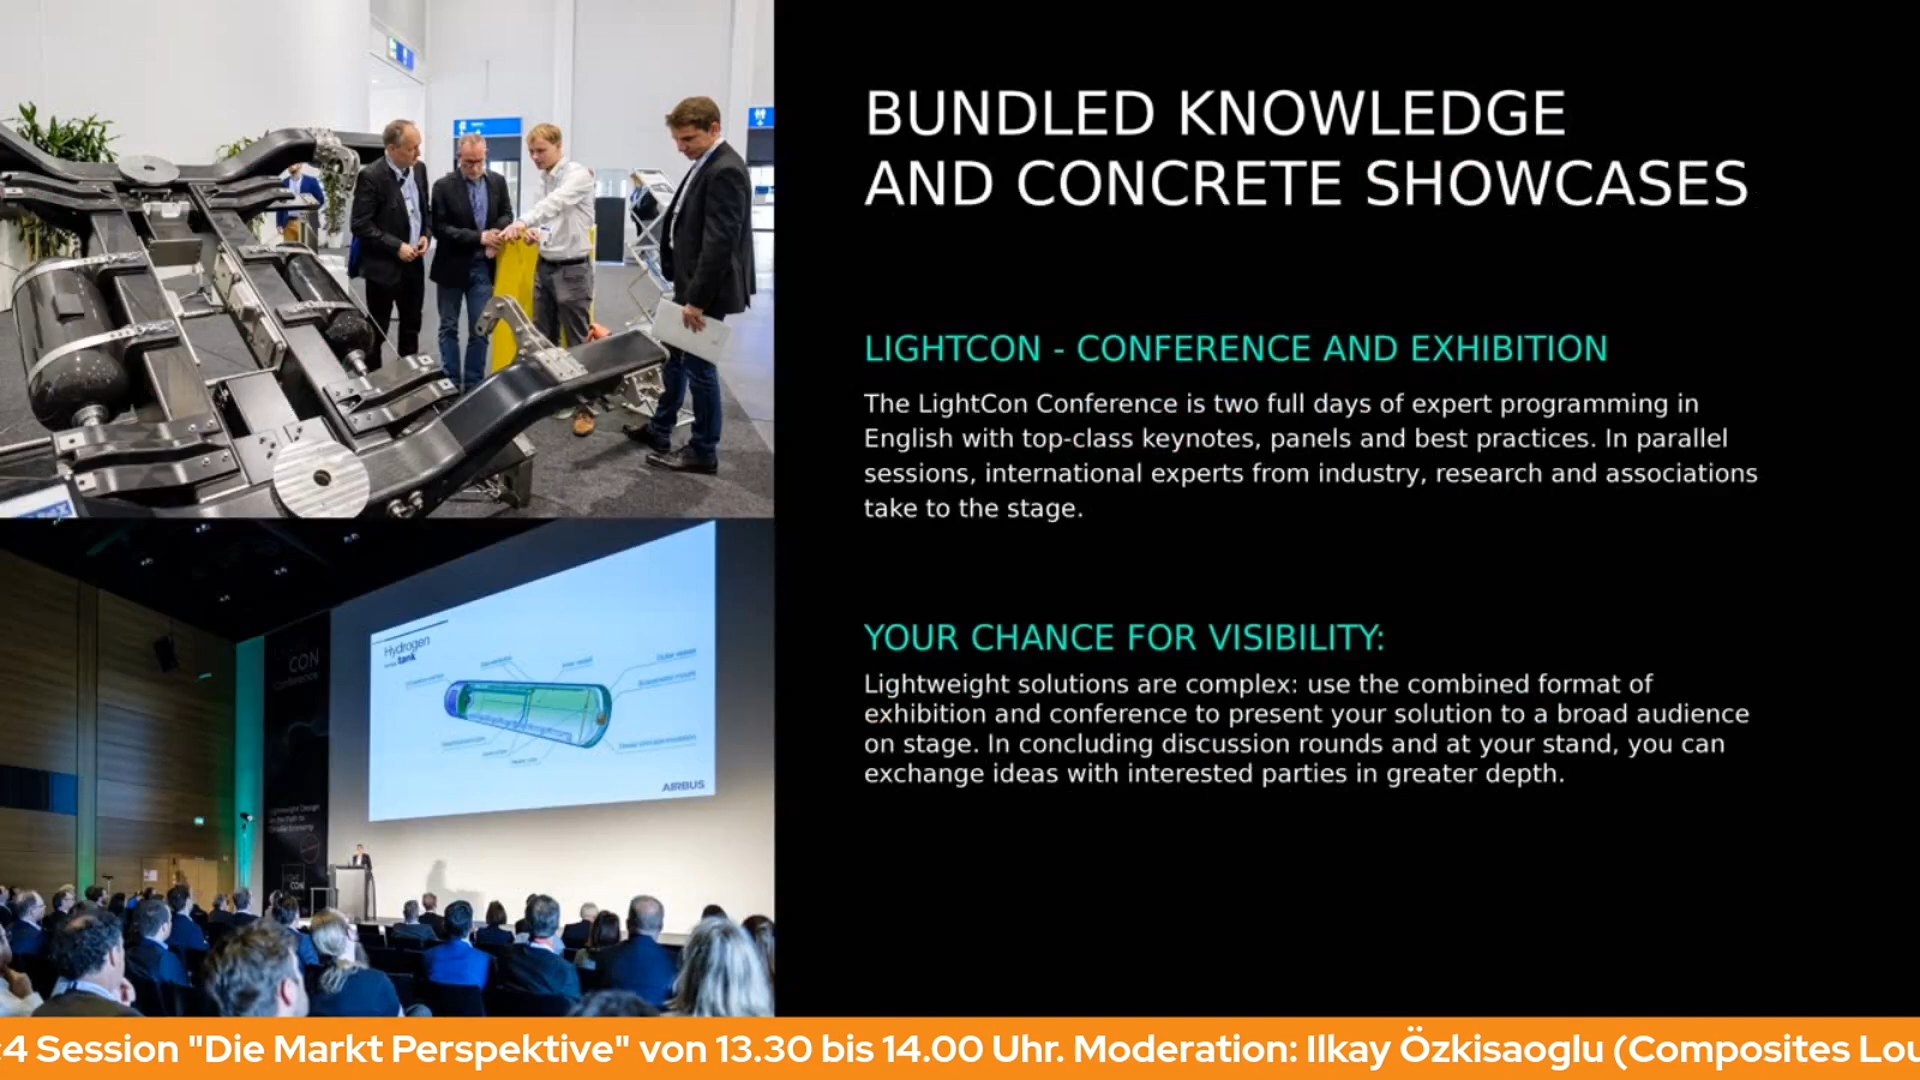 BUNDLED KNOWLEDGE
AND CONCRETE SHOWCASES
LIGHTCON - CONFERENCE AND EXHIBITION
The LightCon Conference is two full days of expert programming in
English with top-class keynotes, panels and best practices. In parallel
sessions, international experts from industry, research and associations
take to the stage.
YOUR CHANCE FOR VISIBILITY:
Lightweight solutions are complex: use the combined format of
exhibition and conference to present your solution to a broad audience
on stage. In concluding discussion rounds and at your stand, you can
exchange ideas with interested parties in greater depth.
Hydrogen
tank
AIRBUS
CON
Conference
CON
4 Session "Die Markt Perspektive" von 13.30 bis 14.00 Uhr. Moderation: Ilkay Özkisaoglu (Composites Lou